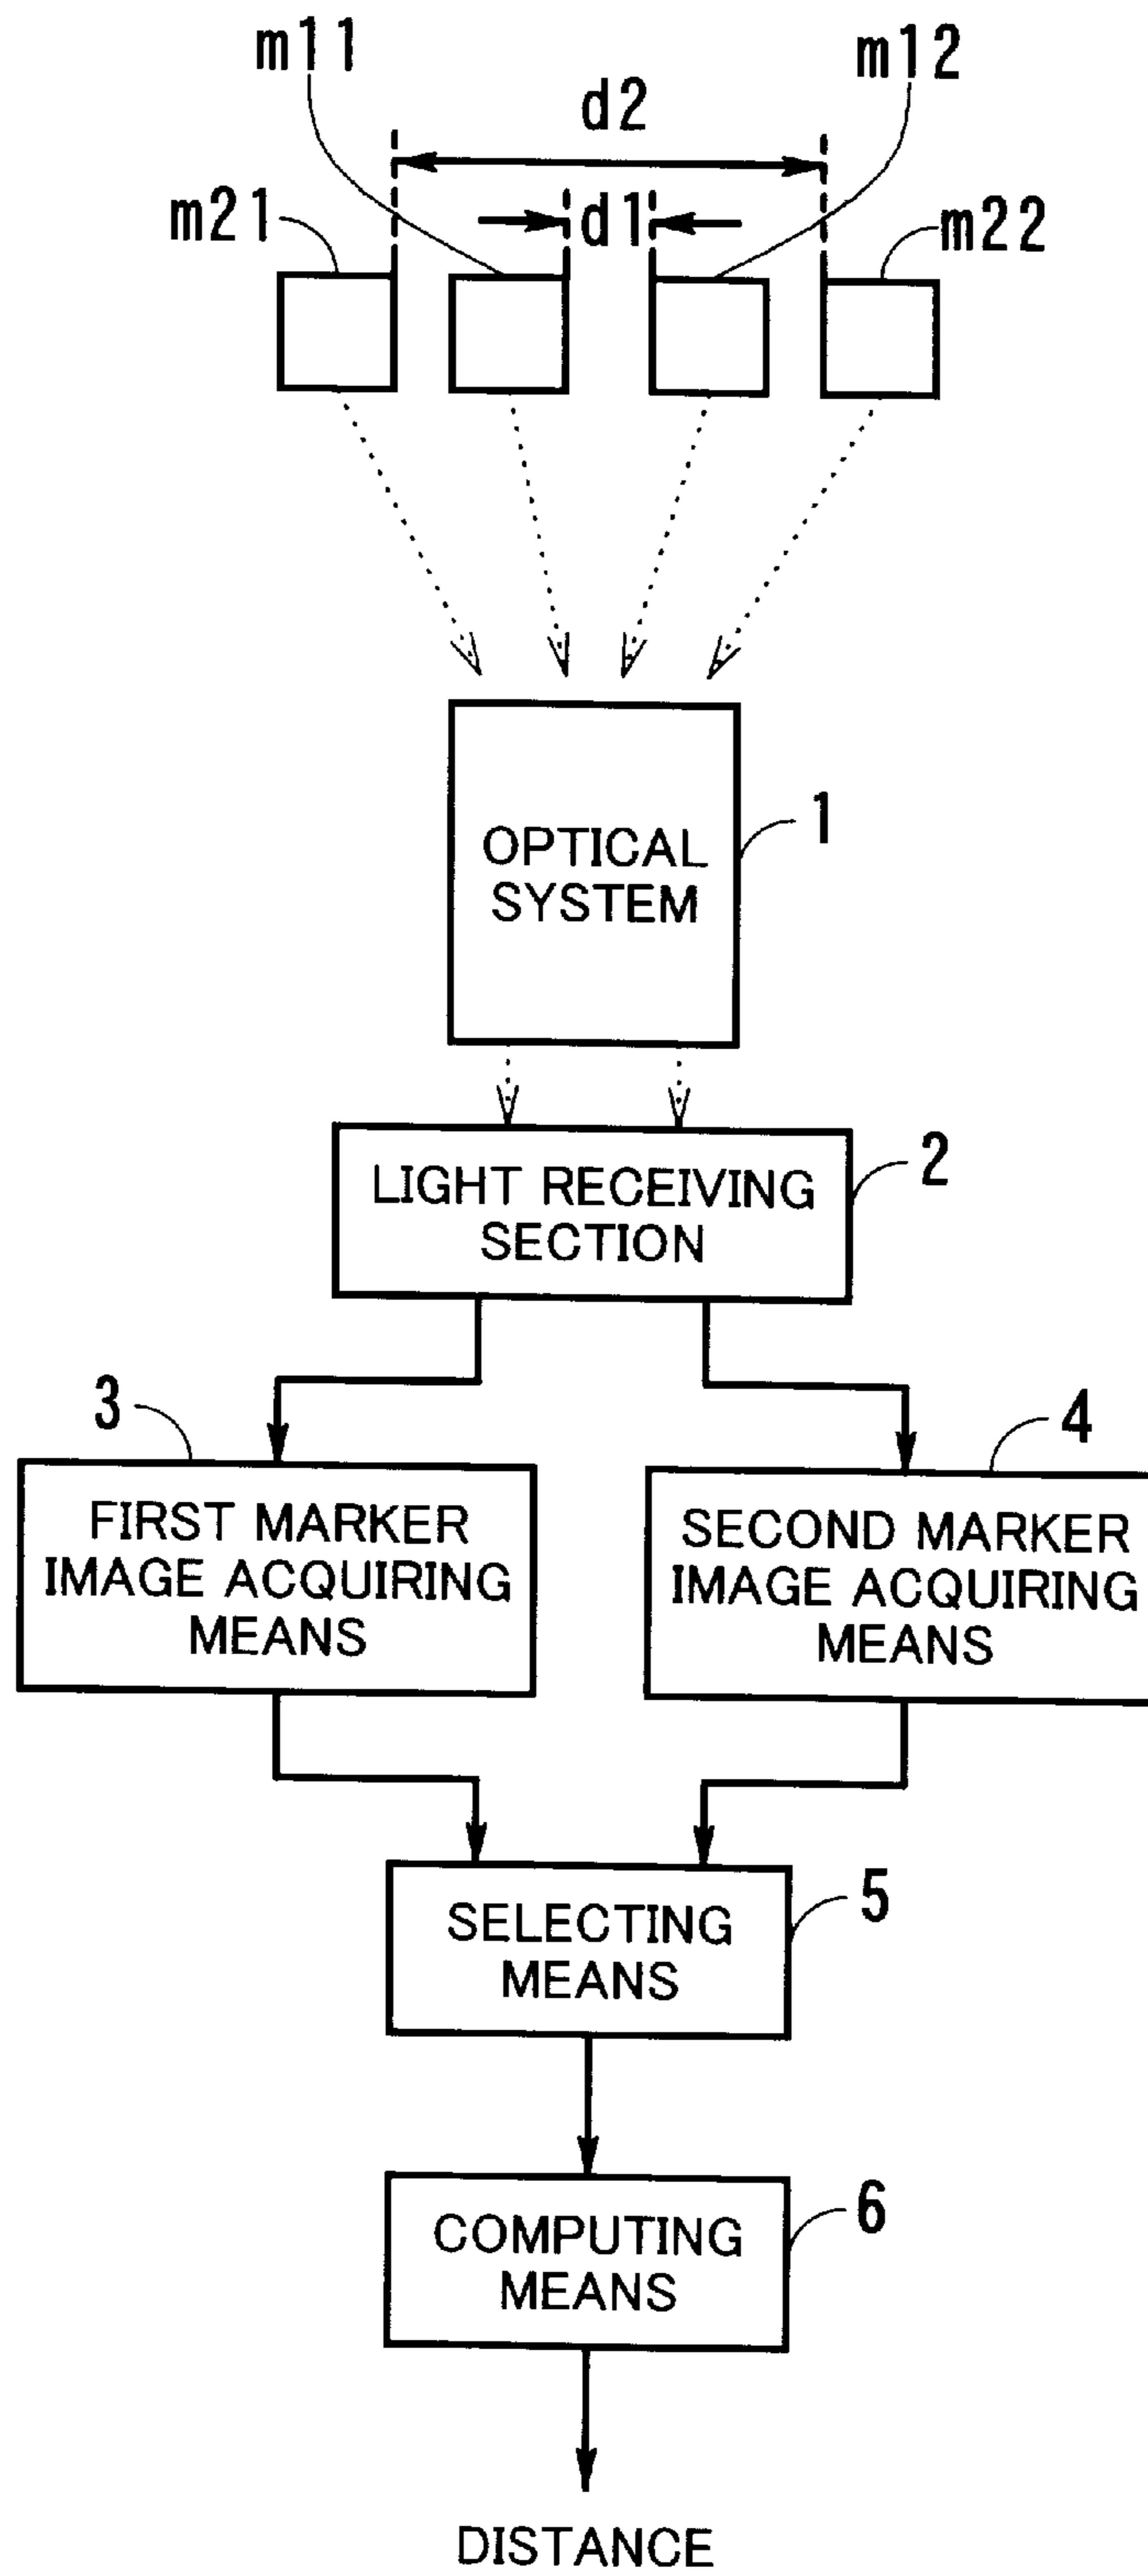 m11
m12
d2
m21
d1
m22
OPTICAL
SYSTEM
1
LIGHT RECEIVING
SECTION
2
3
4
FIRST MARKER
IMAGE ACQUIRING
MEANS
SECOND MARKER
IMAGE ACQUIRING
MEANS
SELECTING
MEANS
5
COMPUTING
MEANS
6
DISTANCE